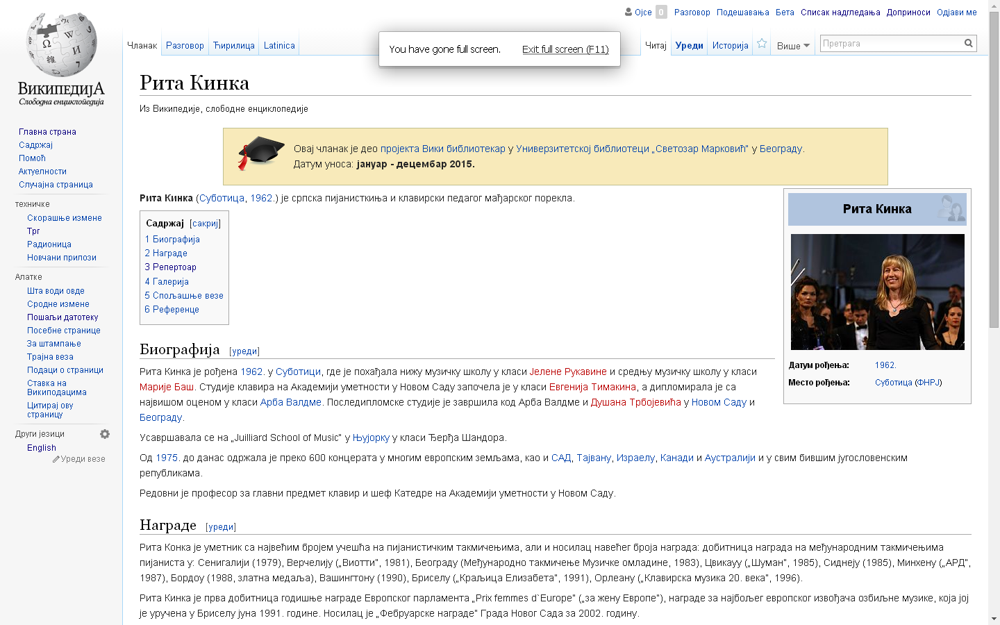 Ојсе 0 Разговор Подешавања Бета Списак надгледања Доприноси Одјави ме
Чланак Разговор Ћирилица Latinica
You have gone full screen. Exit full screen (F11)
Читај Уреди Историја Више Претрага
ВикипедијА
Слободна енциклопедија
Главна страна
Садржај
Помоћ
Актуелности
Случајна страница
техничке
Скорашње измене
Трг
Радионица
Новчани прилози
Алатке
Шта води овде
Сродне измене
Пошаљи датотеку
Посебне странице
За штампање
Трајна веза
Подаци о страници
Ставка на
Википодацима
Цитирај ову
страницу
Други језици
English
Уреди везе
Рита Кинка
Из Википедије, слободне енциклопедије
Овај чланак је део пројекта Вики библиотекар у Универзитетској библиотеци „Светозар Марковић” у Београду.
Датум уноса: јануар - децембар 2015.
Рита Кинка (Суботица, 1962.) је српска пијанисткиња и клавирски педагог мађарског порекла.
Садржај [сакриј]
1 Биографија
2 Награде
3 Репертоар
4 Галерија
5 Спољашње везе
6 Референце
Рита Кинка
Датум рођења: 1962.
Место рођења: Суботица (ФНРЈ)
Биографија [уреди]
Рита Кинка је рођена 1962. у Суботици, где је похађала нижу музичку школу у класи Јелене Рукавине и средњу музичку школу у класи
Марије Баш. Студије клавира на Академији уметности у Новом Саду започела је у класи Евгенија Тимакина, а дипломирала је са
највишом оценом у класи Арба Валдме. Последипломске студије је завршила код Арба Валдме и Душана Трбојевића у Новом Саду и
Београду.
Усавршавала се на „Juilliard School of Music” у Њујорку у класи Ђерђа Шандора.
Од 1975. до данас одржала је преко 600 концерата у многим европским земљама, као и САД, Тајвану, Израелу, Канади и Аустралији и у свим бившим југословенским
републикама.
Редовни је професор за главни предмет клавир и шеф Катедре на Академији уметности у Новом Саду.
Награде [уреди]
Рита Конка је уметник са највећим бројем учешћа на пијанистичким такмичењима, али и носилац навећег броја награда: добитница награда на међународним такмичењима
пијаниста у: Сенигалији (1979), Верчелију („Виотти”, 1981), Београду (Међународно такмичење Музичке омладине, 1983), Цвикауу („Шуман”, 1985), Сиднеју (1985), Минхену („АРД”,
1987), Бордоу (1988, златна медаља), Вашингтону (1990), Бриселу („Краљица Елизабета”, 1991), Орлеану („Клавирска музика 20. века”, 1996).
Рита Кинка је прва добитница годишње награде Европског парламента „Prix femmes d`Europe” („за жену Европе”), награде за најбољег европског извођача озбиљне музике, која јој
је уручена у Бриселу јуна 1991. године. Носилац је „Фебруарске награде” Града Новог Сада за 2002. годину.